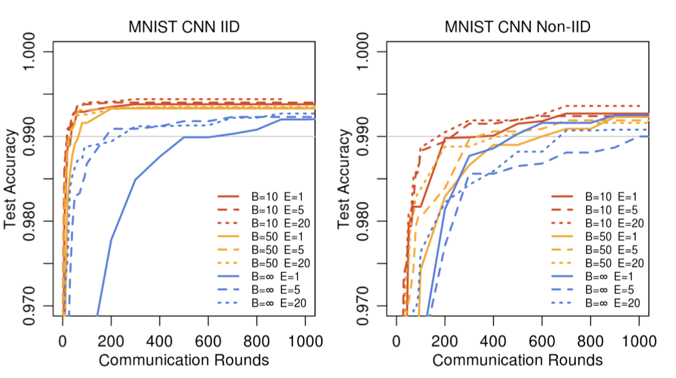 MNIST CNN IID
Test Accuracy
1.000
0.990
0.980
0.970
B=10 E=1
B=10 E=5
B=10 E=20
B=50 E=1
B=50 E=5
B=50 E=20
B=∞ E=1
B=∞ E=5
B=∞ E=20
0 200 400 600 800 1000
Communication Rounds
MNIST CNN Non-IID
Test Accuracy
1.000
0.990
0.980
0.970
B=10 E=1
B=10 E=5
B=10 E=20
B=50 E=1
B=50 E=5
B=50 E=20
B=∞ E=1
B=∞ E=5
B=∞ E=20
0 200 400 600 800 1000
Communication Rounds